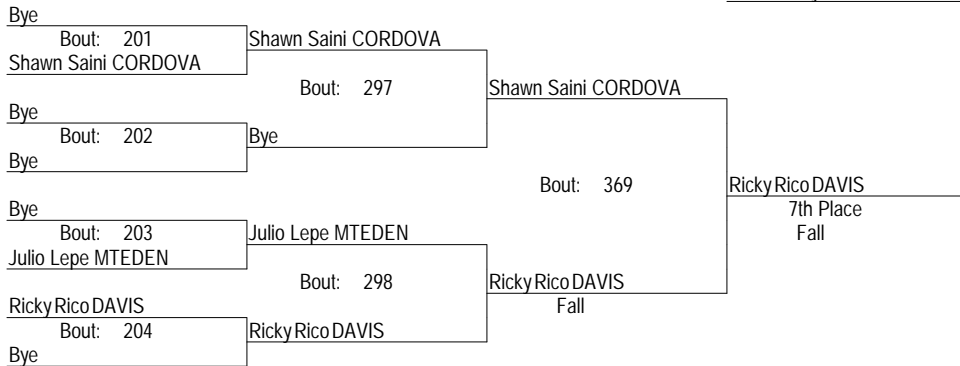 Bye
Bout: 201
Shawn Saini CORDOVA
Shawn Saini CORDOVA
Bout: 297
Shawn Saini CORDOVA
Bye
Bout: 202
Bye
Bye
Bout: 369
Ricky Rico DAVIS
7th Place
Fall
Bye
Bout: 203
Julio Lepe MTEDEN
Julio Lepe MTEDEN
Bout: 298
Ricky Rico DAVIS
Fall
Ricky Rico DAVIS
Bout: 204
Ricky Rico DAVIS
Bye